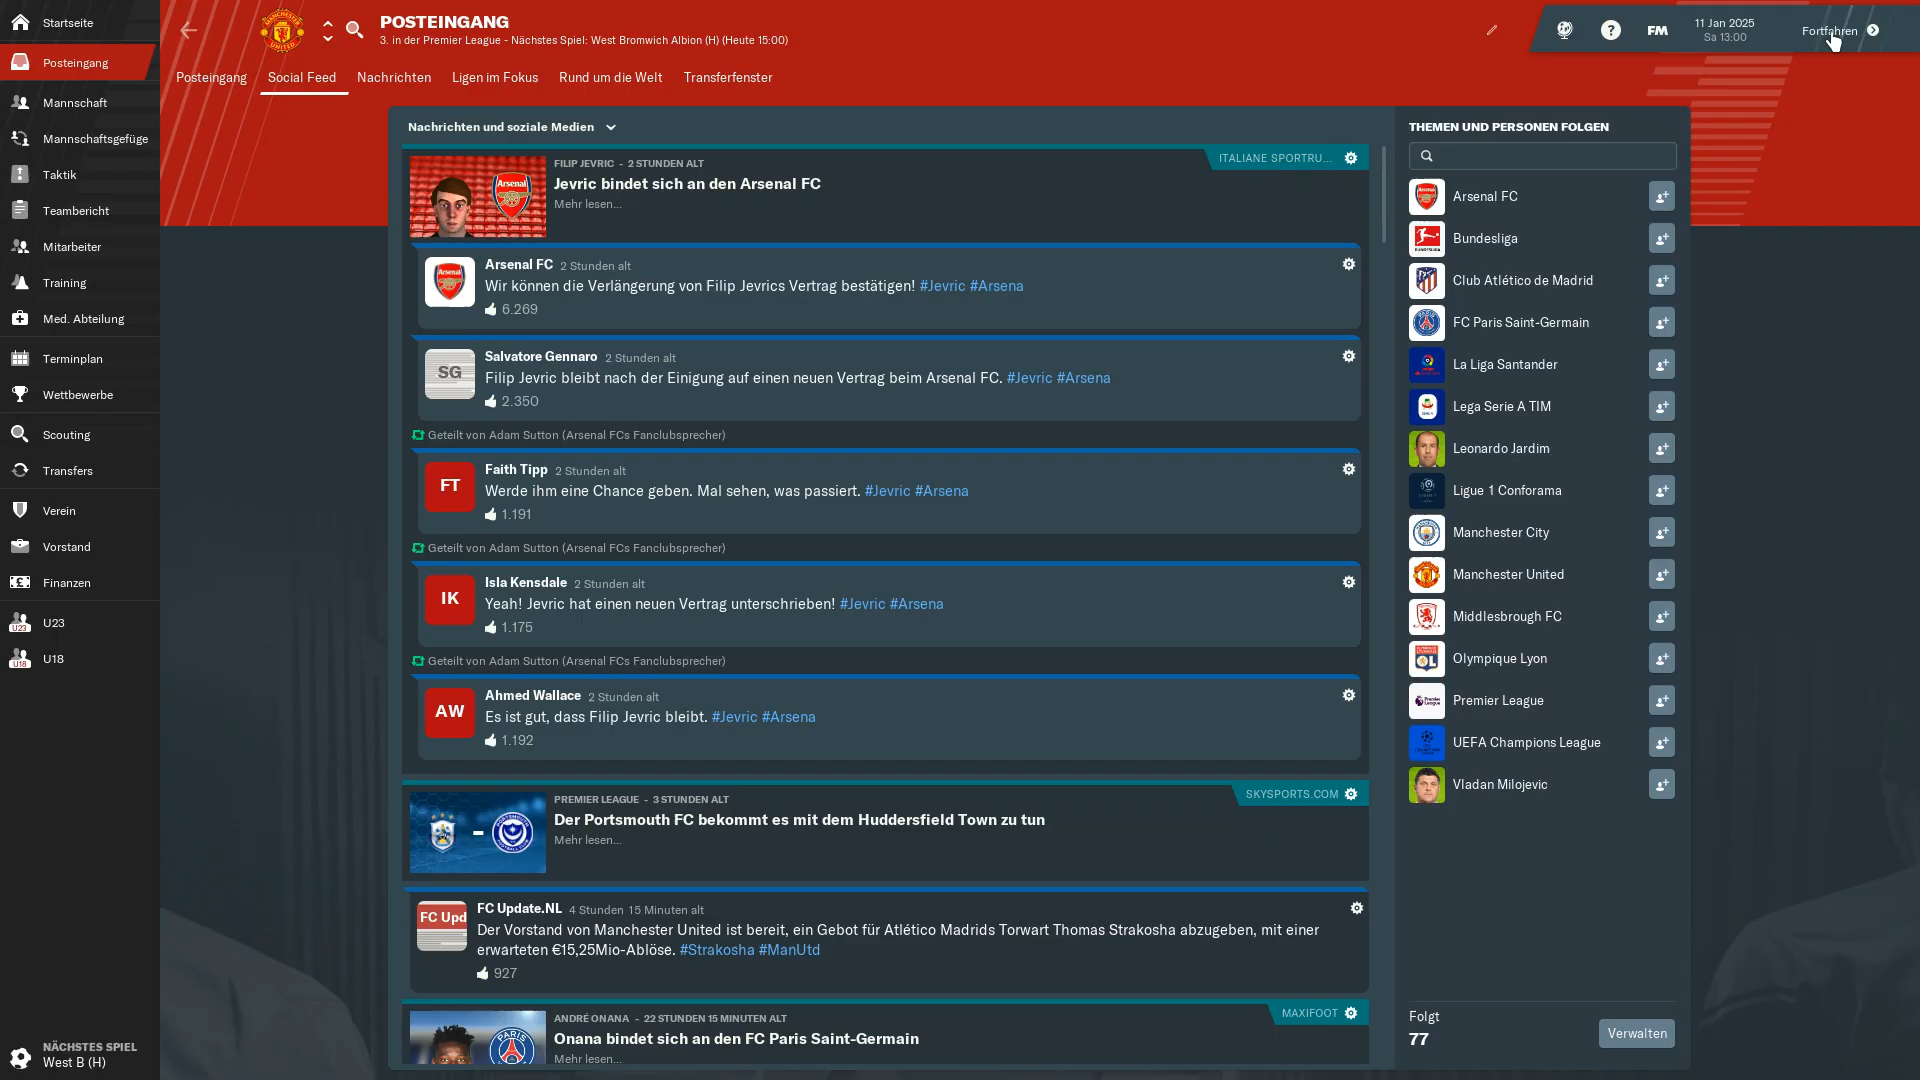 Startseite
Posteingang
Mannschaft
Mannschaftsgefüge
Taktik
Teambericht
Mitarbeiter
Training
Med. Abteilung
Terminplan
Wettbewerbe
Scouting
Transfers
Verein
Vorstand
Finanzen
U23
U23
U18
U18
NÄCHSTES SPIEL
West B (H)
POSTEINGANG
3. in der Premier League - Nächstes Spiel: West Bromwich Albion (H) (Heute 15:00)
FM
11 Jan 2025
Sa 13:00
Fortfahren
Posteingang
Social Feed
Nachrichten
Ligen im Fokus
Rund um die Welt
Transferfenster
Nachrichten und soziale Medien
FILIP JEVRIC - 2 STUNDEN ALT
ITALIANE SPORTRU...
Jevric bindet sich an den Arsenal FC
Mehr lesen...
Arsenal
Arsenal
Arsenal FC 2 Stunden alt
Wir können die Verlängerung von Filip Jevrics Vertrag bestätigen! #Jevric #Arsena
6.269
SG
Salvatore Gennaro 2 Stunden alt
Filip Jevric bleibt nach der Einigung auf einen neuen Vertrag beim Arsenal FC. #Jevric #Arsena
2.350
Geteilt von Adam Sutton (Arsenal FCs Fanclubsprecher)
FT
Faith Tipp 2 Stunden alt
Werde ihm eine Chance geben. Mal sehen, was passiert. #Jevric #Arsena
1.191
Geteilt von Adam Sutton (Arsenal FCs Fanclubsprecher)
IK
Isla Kensdale 2 Stunden alt
Yeah! Jevric hat einen neuen Vertrag unterschrieben! #Jevric #Arsena
1.175
Geteilt von Adam Sutton (Arsenal FCs Fanclubsprecher)
AW
Ahmed Wallace 2 Stunden alt
Es ist gut, dass Filip Jevric bleibt. #Jevric #Arsena
1.192
PREMIER LEAGUE - 3 STUNDEN ALT
SKYSPORTS.COM
Der Portsmouth FC bekommt es mit dem Huddersfield Town zu tun
Mehr lesen...
FC Upd
FC Update.NL 4 Stunden 15 Minuten alt
Der Vorstand von Manchester United ist bereit, ein Gebot für Atlético Madrids Torwart Thomas Strakosha abzugeben, mit einer
erwarteten €15,25Mio-Ablöse. #Strakosha #ManUtd
927
ANDRÉ ONANA - 22 STUNDEN 15 MINUTEN ALT
MAXIFOOT
Onana bindet sich an den FC Paris Saint-Germain
Mehr lesen...
PARIS
THEMEN UND PERSONEN FOLGEN
Arsenal FC
Bundesliga
Club Atlético de Madrid
FC Paris Saint-Germain
La Liga Santander
Lega Serie A TIM
Leonardo Jardim
Ligue 1 Conforama
Manchester City
Manchester United
Middlesbrough FC
Olympique Lyon
Premier League
UEFA Champions League
Vladan Milojevic
Folgt
77
Verwalten